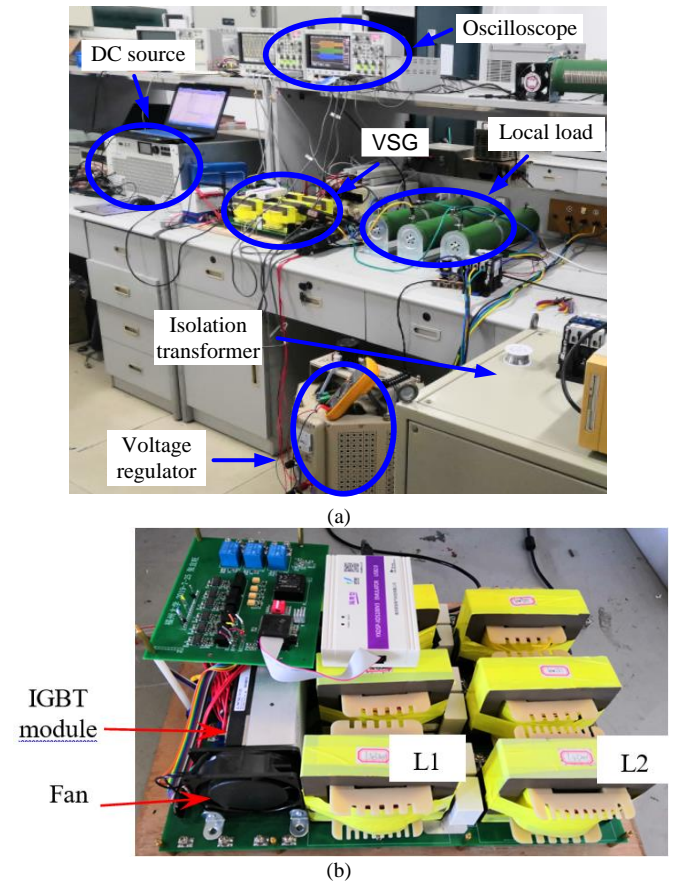 Oscilloscope
DC source
VSG
Local load
Isolation
transformer
Voltage
regulator
(a)
IGBT
module
Fan
L1
L2
(b)